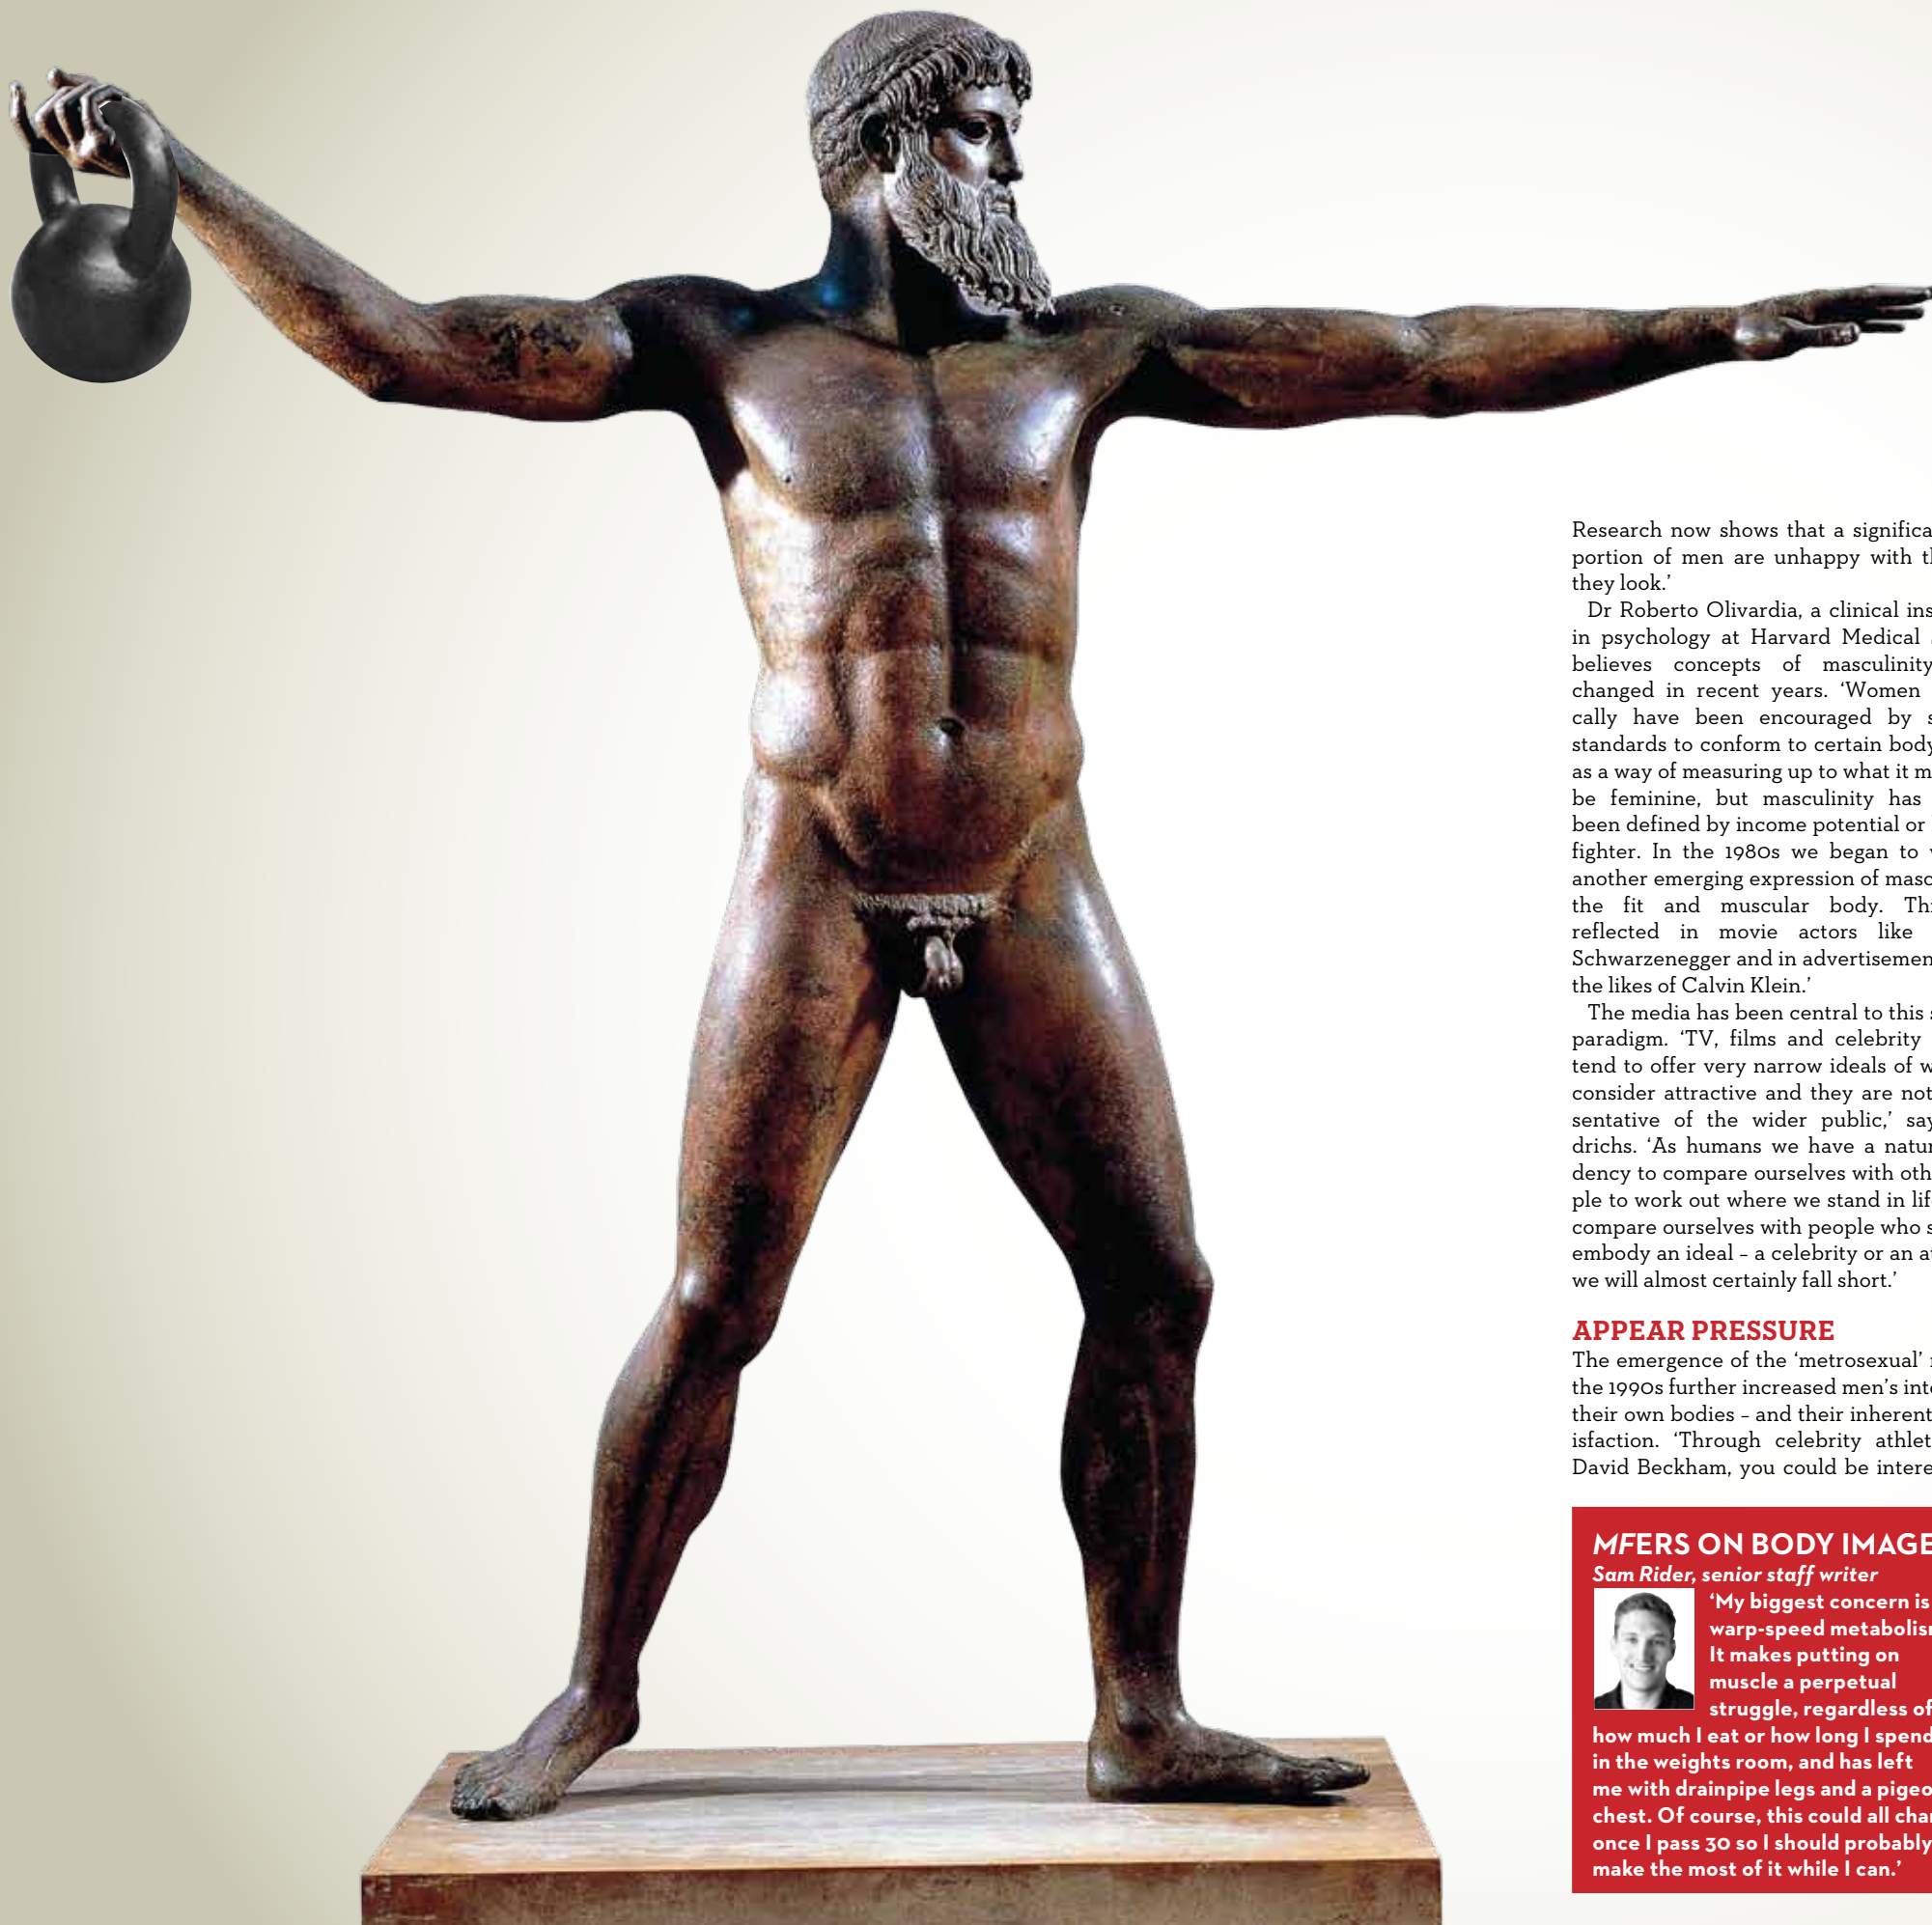 Research now shows that a significa
portion of men are unhappy with th
they look.’
Dr Roberto Olivardia, a clinical ins
in psychology at Harvard Medical
believes concepts of masculinity
changed in recent years. ‘Women
cally have been encouraged by s
standards to conform to certain body
as a way of measuring up to what it m
be feminine, but masculinity has
been defined by income potential or
fighter. In the 1980s we began to
another emerging expression of masc
the fit and muscular body. Th
reflected in movie actors like
Schwarzenegger and in advertisemen
the likes of Calvin Klein.’
The media has been central to this s
paradigm. ‘TV, films and celebrity
tend to offer very narrow ideals of w
consider attractive and they are not
sentative of the wider public,’ say
drichs. ‘As humans we have a natur
dency to compare ourselves with oth
ple to work out where we stand in lif
compare ourselves with people who s
embody an ideal – a celebrity or an a
we will almost certainly fall short.’
APPEAR PRESSURE
The emergence of the ‘metrosexual’
the 1990s further increased men’s inte
their own bodies – and their inherent
isfaction. ‘Through celebrity athlet
David Beckham, you could be intere
MFERS ON BODY IMAGE
Sam Rider, senior staff writer
‘My biggest concern is
warp-speed metabolis
It makes putting on
muscle a perpetual
struggle, regardless of
how much I eat or how long I spend
in the weights room, and has left
me with drainpipe legs and a pigeo
chest. Of course, this could all cha
once I pass 30 so I should probably
make the most of it while I can.’